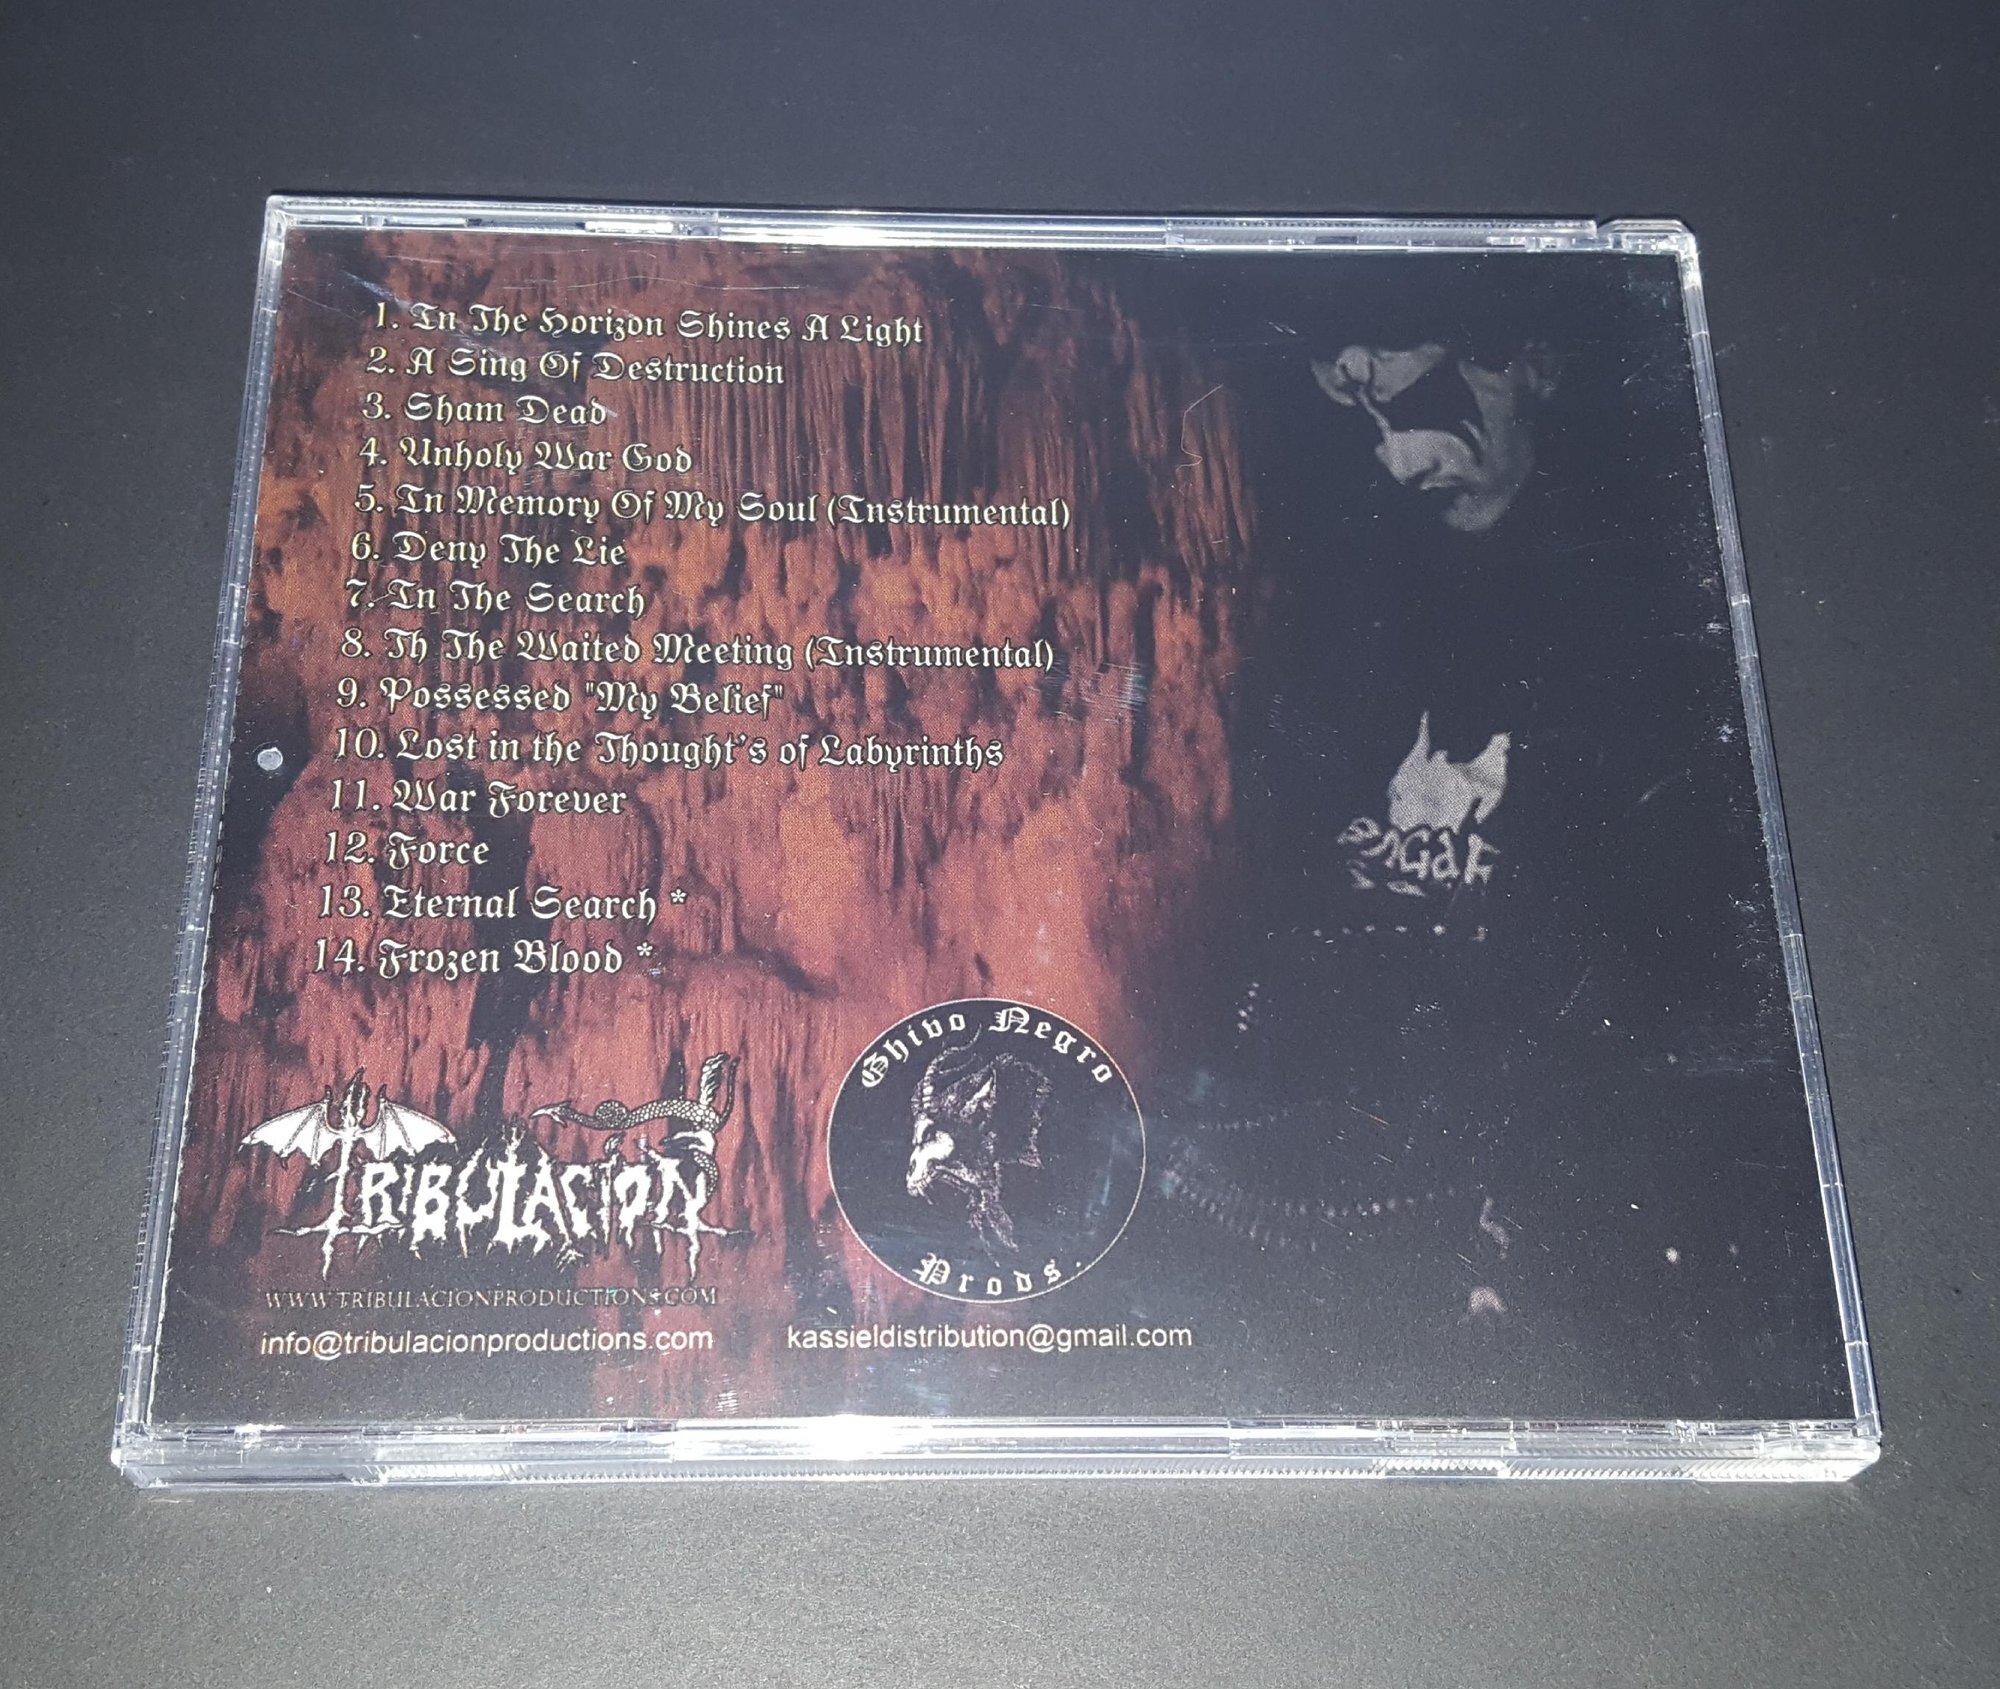 1. In The Horizon Shines A Light
2. A Sing Of Destruction
3. Sham Dead
4. Unholy War God
5. In Memory Of My Soul (Instrumental)
6. Deny The Lie
7. In The Search
8. Th The Waited Meeting (Instrumental)
9. Possessed "My Belief"
10. Lost in the Thought's of Labyrinths
11. War Forever
12. Force
13. Eternal Search *
14. Frozen Blood *
TRIBULACION
WWW.TRIBULACIONPRODUCTIONS.COM
info@tribulacionproductions.com
Chivo Negro
Prods.
kassieldistribution@gmail.com